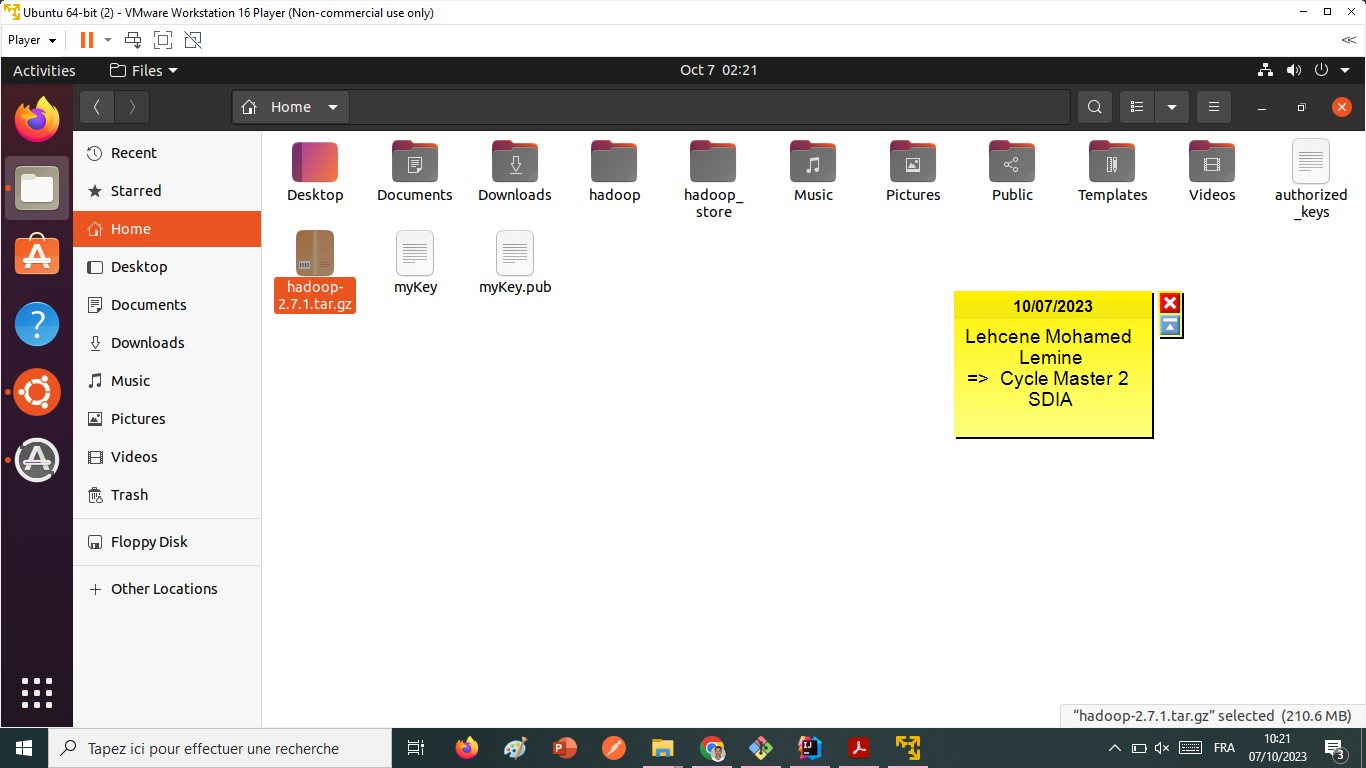 Ubuntu 64-bit (2) - VMware Workstation 16 Player (Non-commercial use only)
Player
Activities
Files
Oct 7 02:21
Home
Recent
Starred
Home
Desktop
Documents
Downloads
Music
Pictures
Videos
Trash
Floppy Disk
Other Locations
Desktop
Documents
Downloads
hadoop
hadoop_
store
Music
Pictures
Public
Templates
Videos
authorized
_keys
hadoop-
2.7.1.tar.gz
myKey
myKey.pub
10/07/2023
Lehcene Mohamed
Lemine
=> Cycle Master 2
SDIA
“hadoop-2.7.1.tar.gz” selected (210.6 MB)
Tapez ici pour effectuer une recherche
FRA
10:21
07/10/2023
3